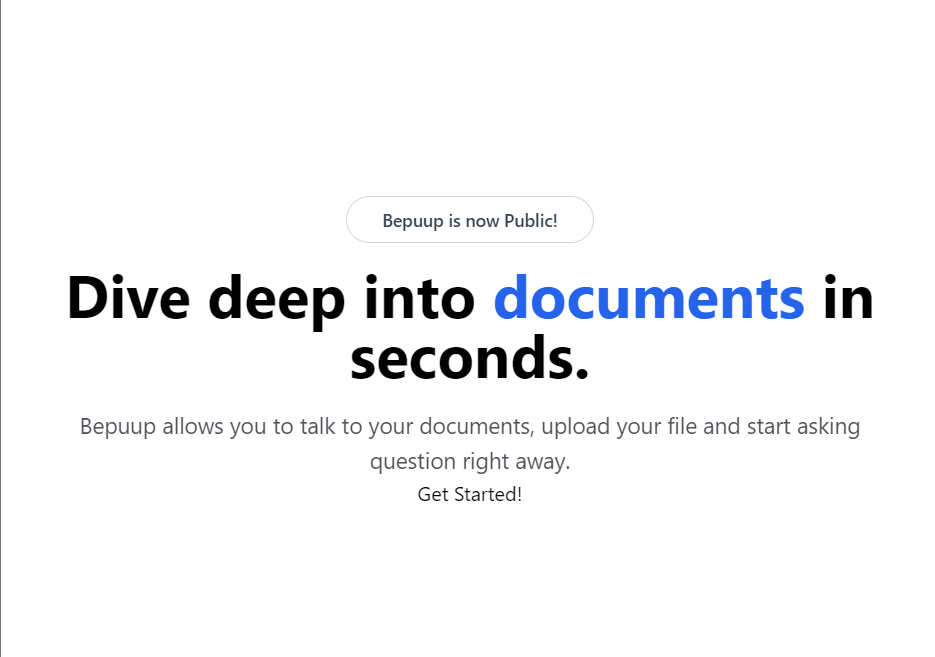 Bepuup is now Public!
Dive deep into documents in
seconds.
Bepuup allows you to talk to your documents, upload your file and start asking
question right away.
Get Started!